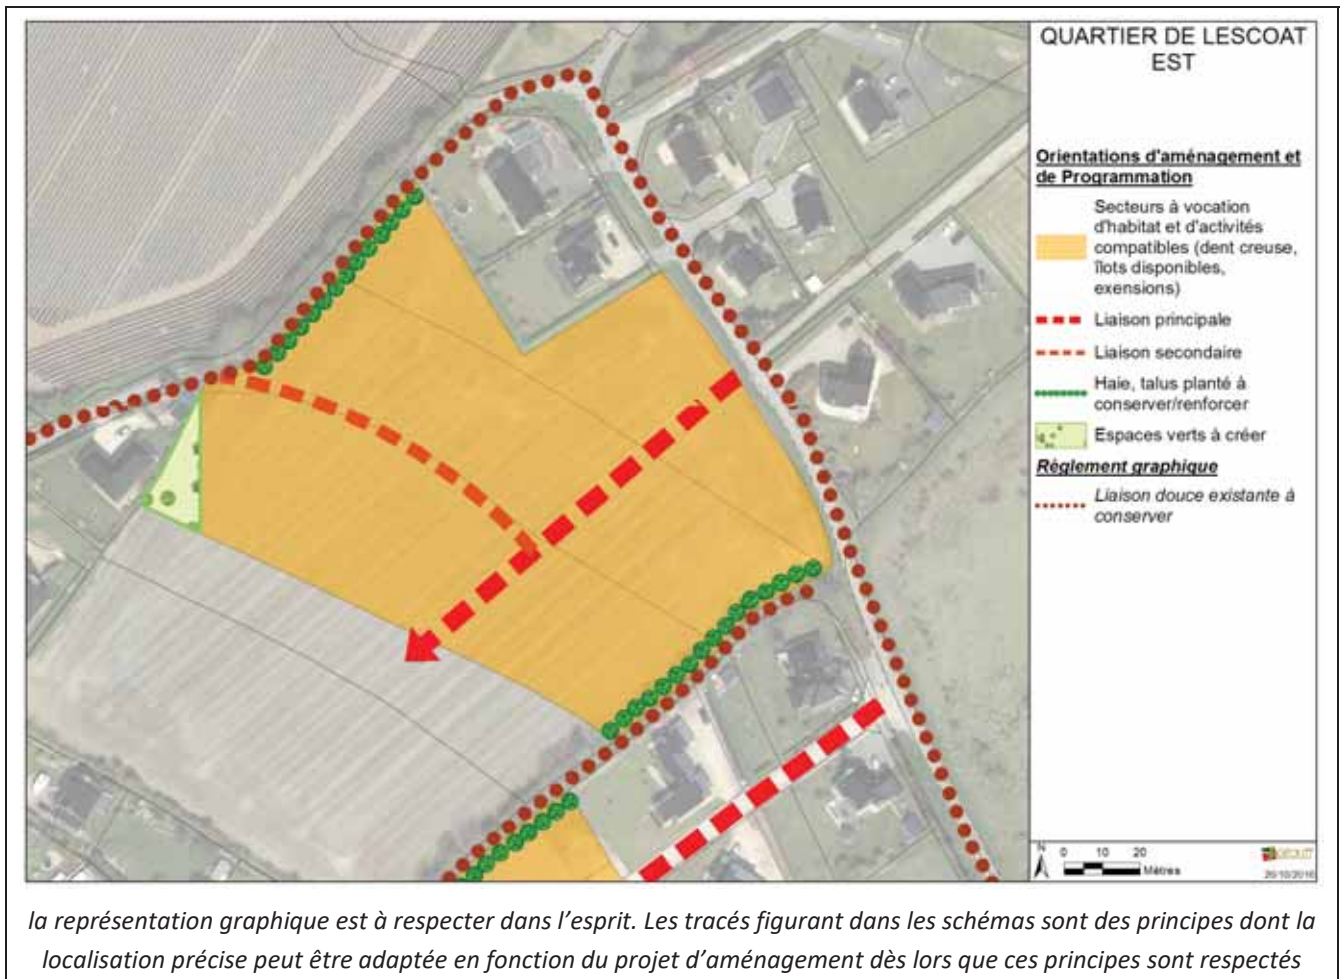 QUARTIER DE LESCOAT
EST
Orientations d'aménagement et
de Programmation
Secteurs à vocation
d'habitat et d'activités
compatibles (dent creuse,
îlots disponibles,
exensions)
Liaison principale
Liaison secondaire
Haie, talus planté à
conserver/renforcer
Espaces verts à créer
Règlement graphique
Liaison douce existante à
conserver
N
0 10 20
Mètres
la représentation graphique est à respecter dans l'esprit. Les tracés figurant dans les schémas sont des principes dont la
localisation précise peut être adaptée en fonction du projet d'aménagement dès lors que ces principes sont respectés